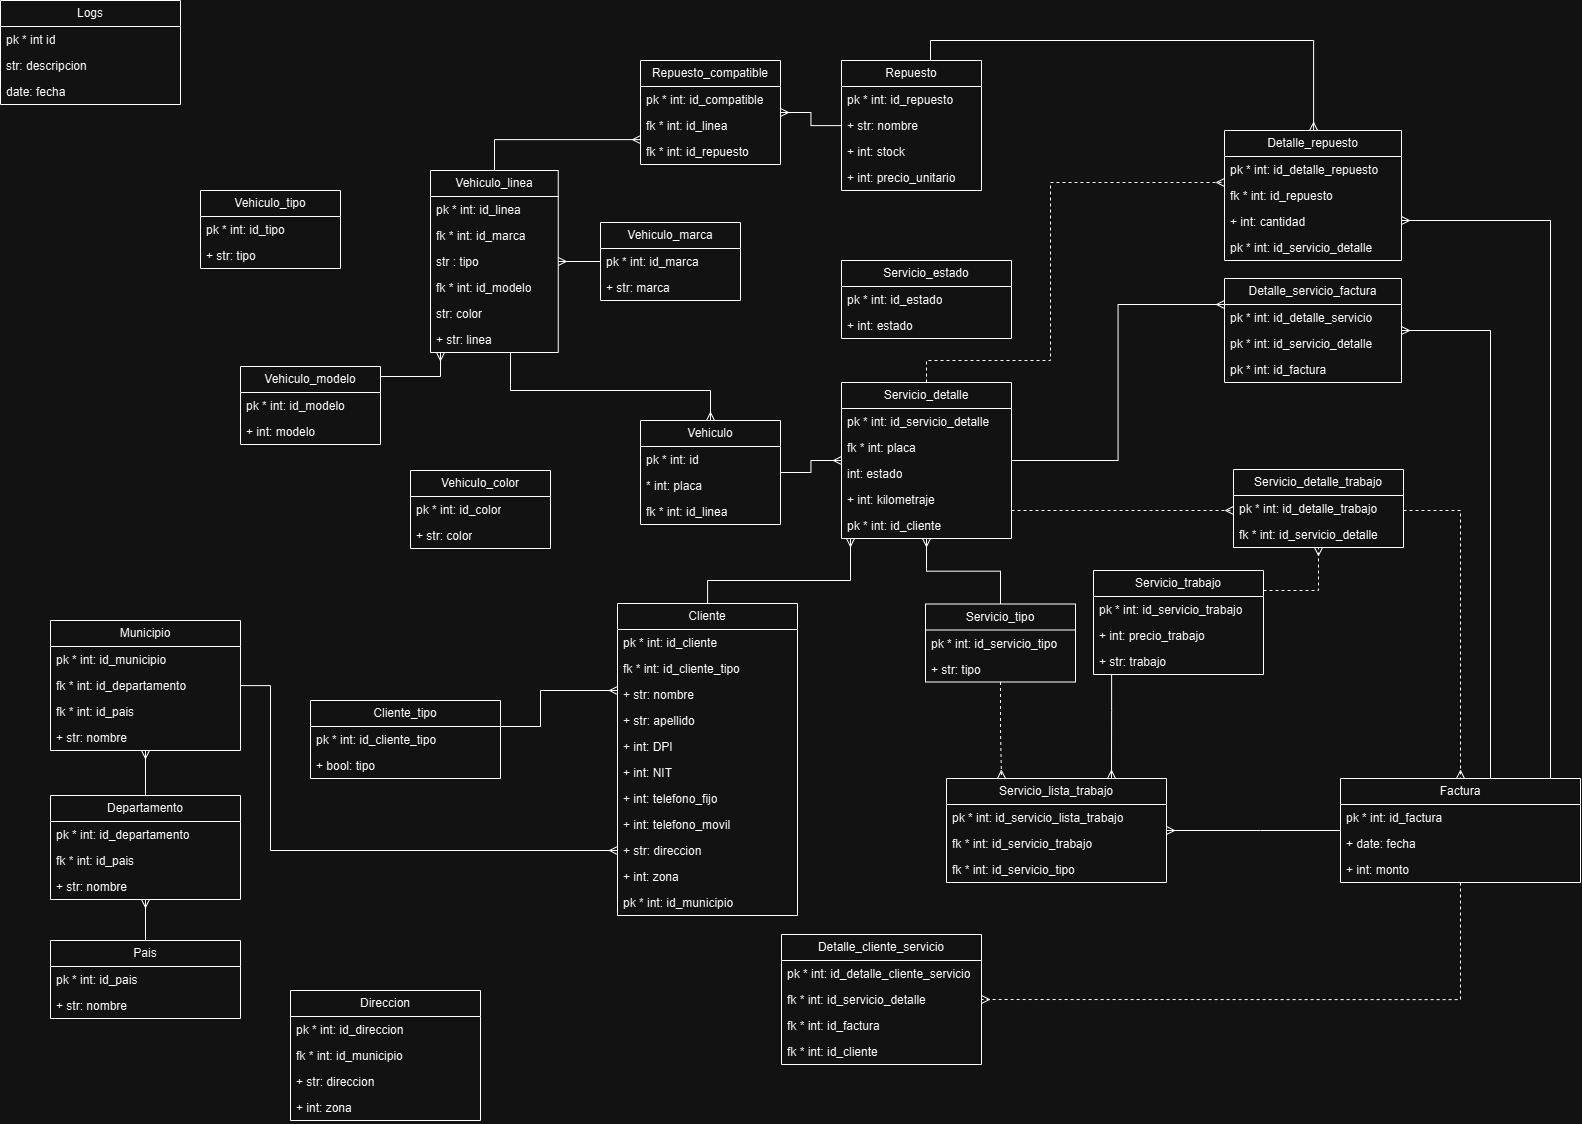 Logs
pk * int id
str: descripcion
date: fecha
Repuesto_compatible
pk * int: id_compatible
fk * int: id_linea
fk * int: id_repuesto
Repuesto
pk * int: id_repuesto
+ str: nombre
+ int: stock
+ int: precio_unitario
Detalle_repuesto
pk * int: id_detalle_repuesto
fk * int: id_repuesto
+ int: cantidad
pk * int: id_servicio_detalle
Vehiculo_tipo
pk * int: id_tipo
+ str: tipo
Vehiculo_linea
pk * int: id_linea
fk * int: id_marca
str : tipo
fk * int: id_modelo
str: color
+ str: linea
Vehiculo_marca
pk * int: id_marca
+ str: marca
Servicio_estado
pk * int: id_estado
+ int: estado
Detalle_servicio_factura
pk * int: id_detalle_servicio
pk * int: id_servicio_detalle
pk * int: id_factura
Vehiculo_modelo
pk * int: id_modelo
+ int: modelo
Vehiculo_color
pk * int: id_color
+ str: color
Vehiculo
pk * int: id
* int: placa
fk * int: id_linea
Servicio_detalle
pk * int: id_servicio_detalle
fk * int: placa
int: estado
+ int: kilometraje
pk * int: id_cliente
Servicio_detalle_trabajo
pk * int: id_detalle_trabajo
fk * int: id_servicio_detalle
Servicio_trabajo
pk * int: id_servicio_trabajo
+ int: precio_trabajo
+ str: trabajo
Servicio_tipo
pk * int: id_servicio_tipo
+ str: tipo
Cliente
pk * int: id_cliente
fk * int: id_cliente_tipo
+ str: nombre
+ str: apellido
+ int: DPI
+ int: NIT
+ int: telefono_fijo
+ int: telefono_movil
+ str: direccion
+ int: zona
pk * int: id_municipio
Municipio
pk * int: id_municipio
fk * int: id_departamento
fk * int: id_pais
+ str: nombre
Cliente_tipo
pk * int: id_cliente_tipo
+ bool: tipo
Departamento
pk * int: id_departamento
fk * int: id_pais
+ str: nombre
Servicio_lista_trabajo
pk * int: id_servicio_lista_trabajo
fk * int: id_servicio_trabajo
fk * int: id_servicio_tipo
Factura
pk * int: id_factura
+ date: fecha
+ int: monto
Pais
pk * int: id_pais
+ str: nombre
Detalle_cliente_servicio
pk * int: id_detalle_cliente_servicio
fk * int: id_servicio_detalle
fk * int: id_factura
fk * int: id_cliente
Direccion
pk * int: id_direccion
fk * int: id_municipio
+ str: direccion
+ int: zona